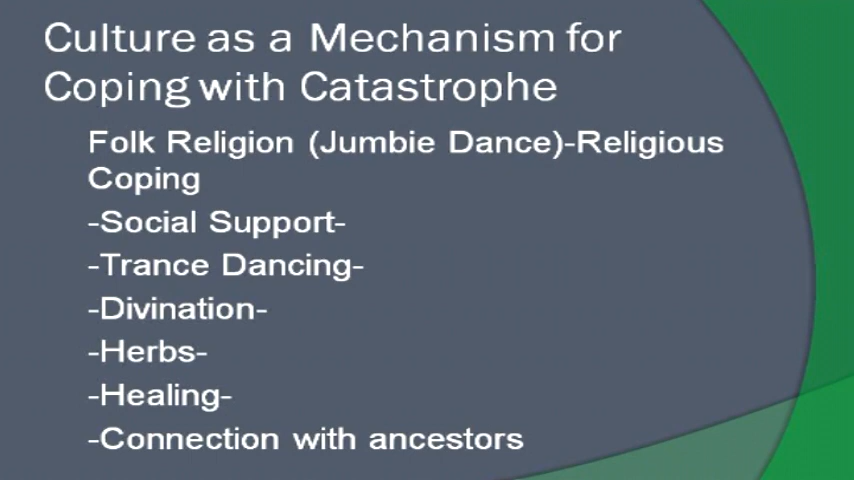 Culture as a Mechanism for
Coping with Catastrophe
Folk Religion (Jumbie Dance)-Religious
Coping
-Social Support-
-Trance Dancing-
-Divination-
-Herbs-
-Healing-
-Connection with ancestors